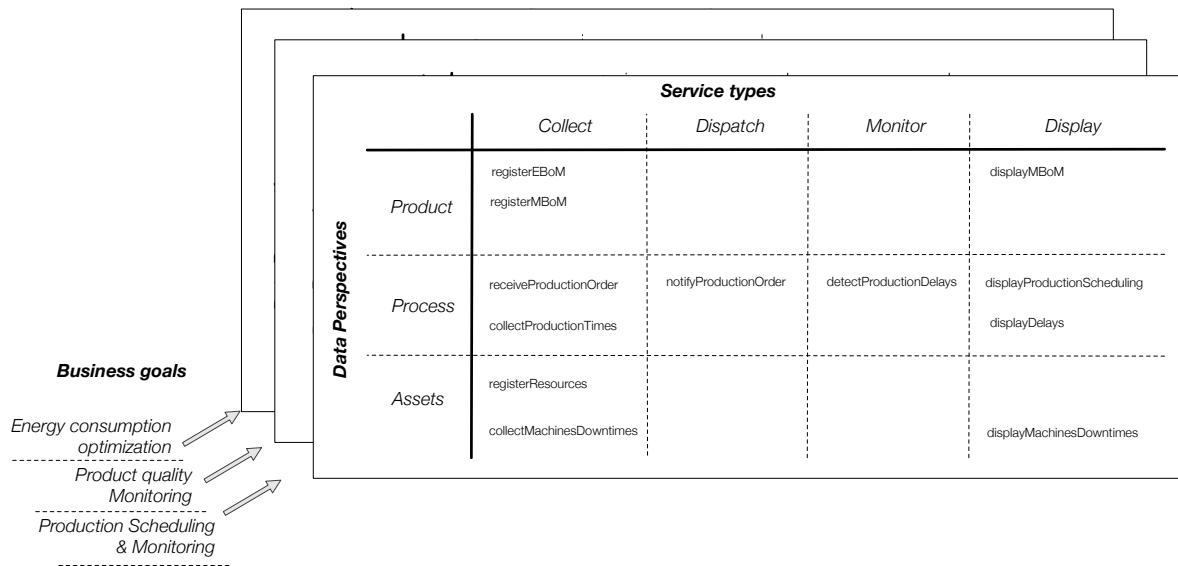 Service types
Collect Dispatch Monitor Display
Data Perspectives
Product
registerEBoM displayMBoM
registerMBoM
Process
receiveProductionOrder notifyProductionOrder detectProductionDelays displayProductionScheduling
collectProductionTimes displayDelays
Assets
registerResources
collectMachinesDowntimes displayMachinesDowntimes
Business goals
Energy consumption
optimization
Product quality
Monitoring
Production Scheduling
& Monitoring